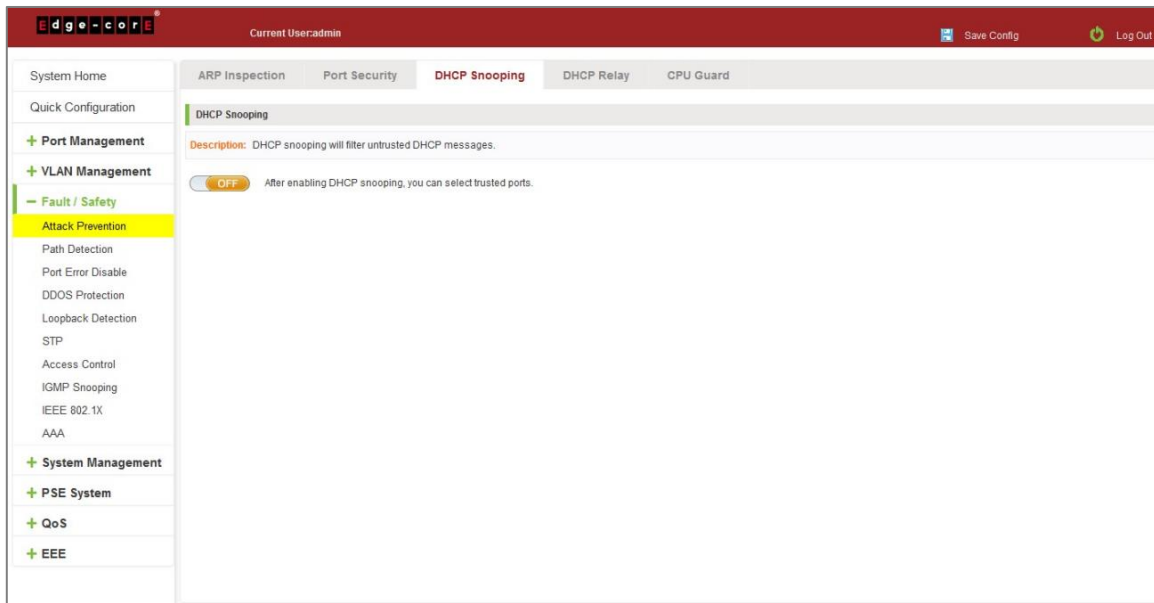 Edge-corE®
Current User:admin
Save Config
Log Out
System Home
Quick Configuration
+ Port Management
+ VLAN Management
− Fault / Safety
Attack Prevention
Path Detection
Port Error Disable
DDOS Protection
Loopback Detection
STP
Access Control
IGMP Snooping
IEEE 802.1X
AAA
+ System Management
+ PSE System
+ QoS
+ EEE
ARP Inspection Port Security DHCP Snooping DHCP Relay CPU Guard
DHCP Snooping
Description: DHCP snooping will filter untrusted DHCP messages.
OFF After enabling DHCP snooping, you can select trusted ports.